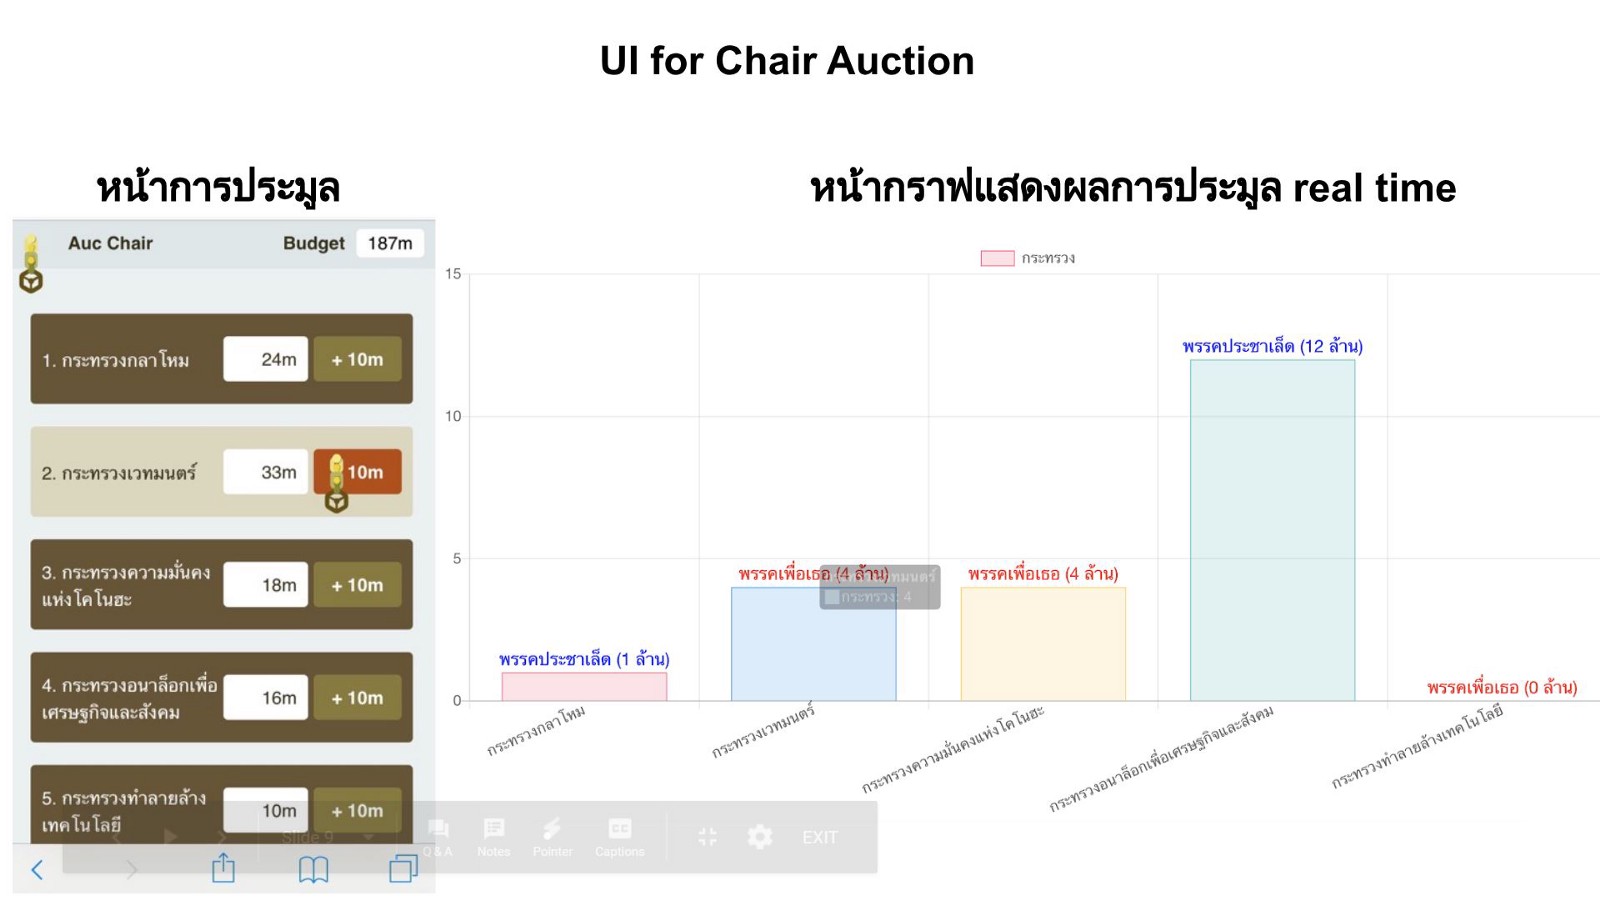 UI for Chair Auction
หน้าการประมูล
หน้ากราฟแสดงผลการประมูล real time
Auc Chair
Budget 187m
1. กระทรวงกลาโหม 24m + 10m
2. กระทรวงเวทมนตร์ 33m 10m
3. กระทรวงความมั่นคง
แห่งโคโนฮะ 18m + 10m
4. กระทรวงอนาล็อกเพื่อ
เศรษฐกิจและสังคม 16m + 10m
5. กระทรวงทำลายล้าง
เทคโนโลยี 10m + 10m
กระทรวง
15
10
5
0
พรรคประชาเล็ด (1 ล้าน)
พรรคเพื่อเธอ (4 ล้าน)
พรรคเพื่อเธอ (4 ล้าน)
พรรคประชาเล็ด (12 ล้าน)
พรรคเพื่อเธอ (0 ล้าน)
กระทรวง: 4
กระทรวงกลาโหม
กระทรวงเวทมนตร์
กระทรวงความมั่นคงแห่งโคโนฮะ
กระทรวงอนาล็อกเพื่อเศรษฐกิจและสังคม
กระทรวงทำลายล้างเทคโนโลยี
Slide 9
Q & A
Notes
Pointer
CC
Captions
EXIT